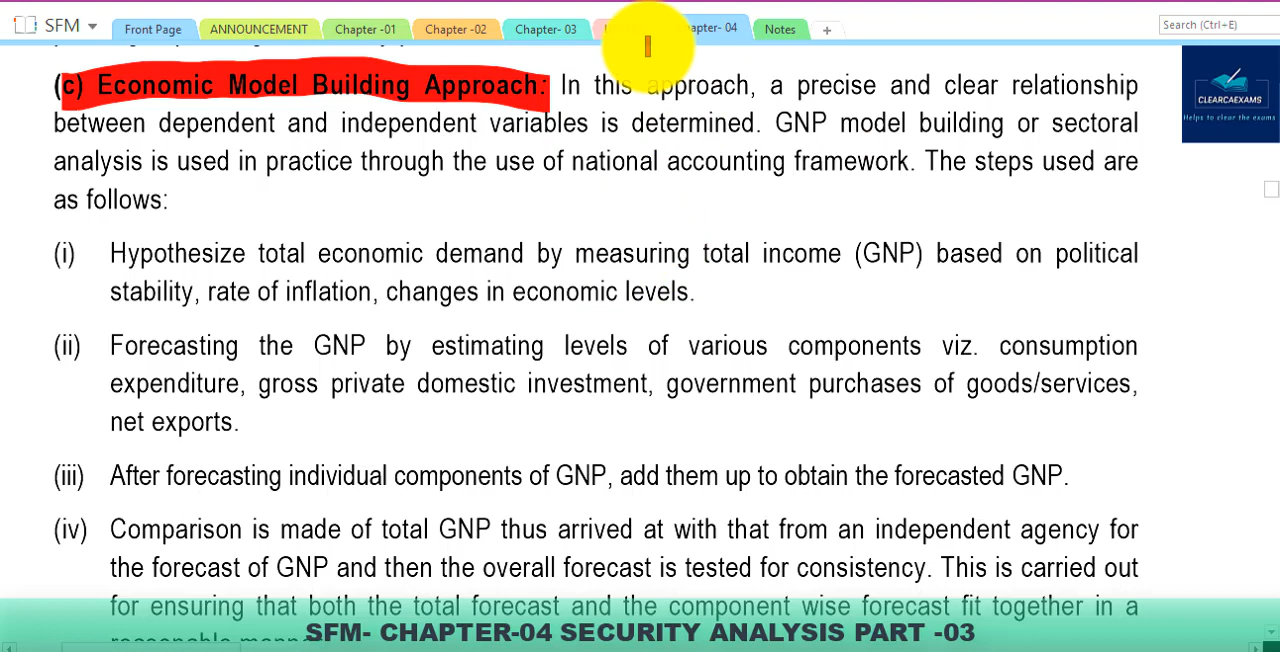 SFM
Front Page
ANNOUNCEMENT
Chapter -01
Chapter -02
Chapter- 03
hapter- 04
Notes
Search (Ctrl+E)
(c) Economic Model Building Approach: In this approach, a precise and clear relationship
between dependent and independent variables is determined. GNP model building or sectoral
analysis is used in practice through the use of national accounting framework. The steps used are
as follows:
CLEARCAEXAMS
Helps to clear the exams
(i) Hypothesize total economic demand by measuring total income (GNP) based on political
stability, rate of inflation, changes in economic levels.
(ii) Forecasting the GNP by estimating levels of various components viz. consumption
expenditure, gross private domestic investment, government purchases of goods/services,
net exports.
(iii) After forecasting individual components of GNP, add them up to obtain the forecasted GNP.
(iv) Comparison is made of total GNP thus arrived at with that from an independent agency for
the forecast of GNP and then the overall forecast is tested for consistency. This is carried out
for ensuring that both the total forecast and the component wise forecast fit together in a
SFM- CHAPTER-04 SECURITY ANALYSIS PART -03